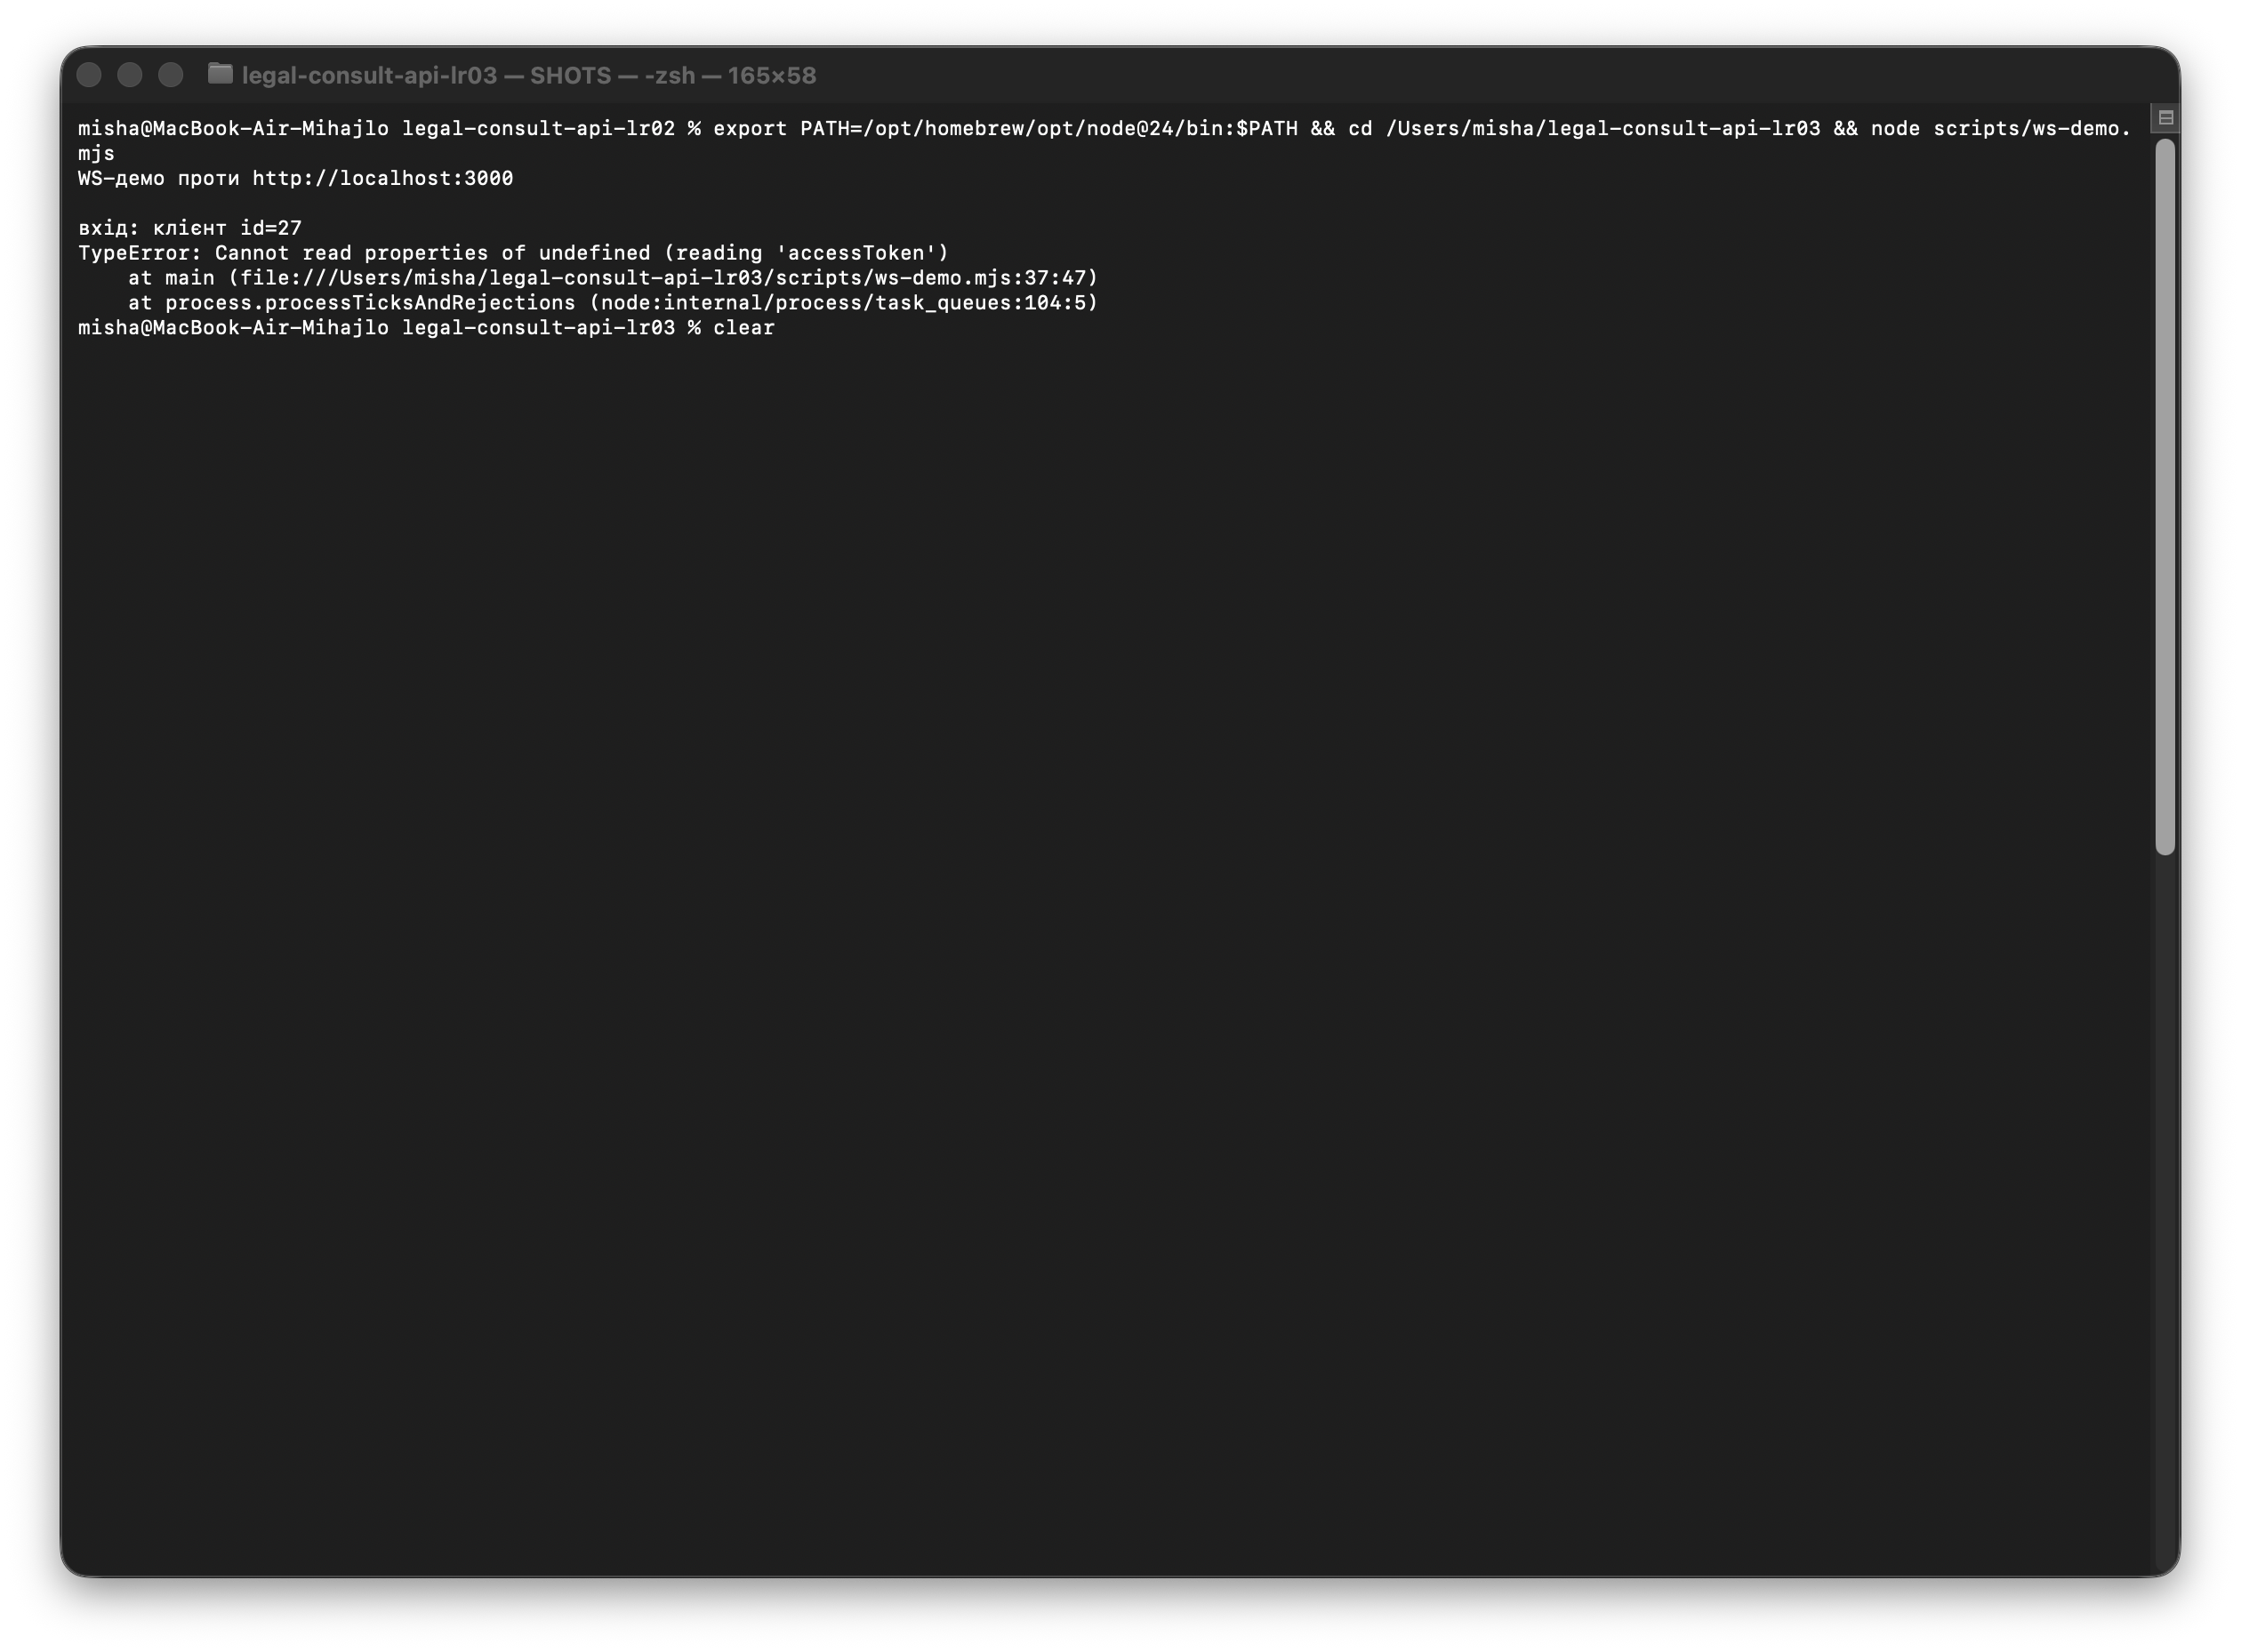 legal-consult-api-lr03 — SHOTS — -zsh — 165×58
misha@MacBook-Air-Mihajlo legal-consult-api-lr02 % export PATH=/opt/homebrew/opt/node@24/bin:$PATH && cd /Users/misha/legal-consult-api-lr03 && node scripts/ws-demo.
mjs
WS-демо проти http://localhost:3000
вхід: клієнт id=27
TypeError: Cannot read properties of undefined (reading 'accessToken')
    at main (file:///Users/misha/legal-consult-api-lr03/scripts/ws-demo.mjs:37:47)
    at process.processTicksAndRejections (node:internal/process/task_queues:104:5)
misha@MacBook-Air-Mihajlo legal-consult-api-lr03 % clear